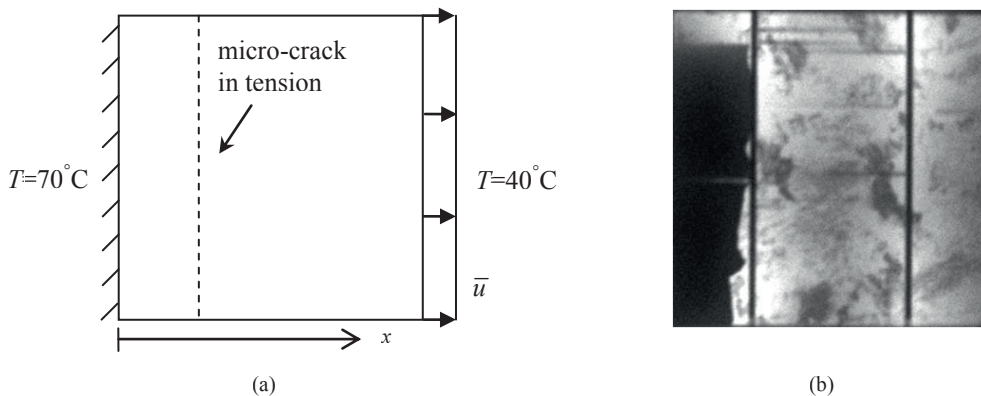 micro-crack
in tension
T=70°C
T=40°C
u̅
x
(a)
(b)